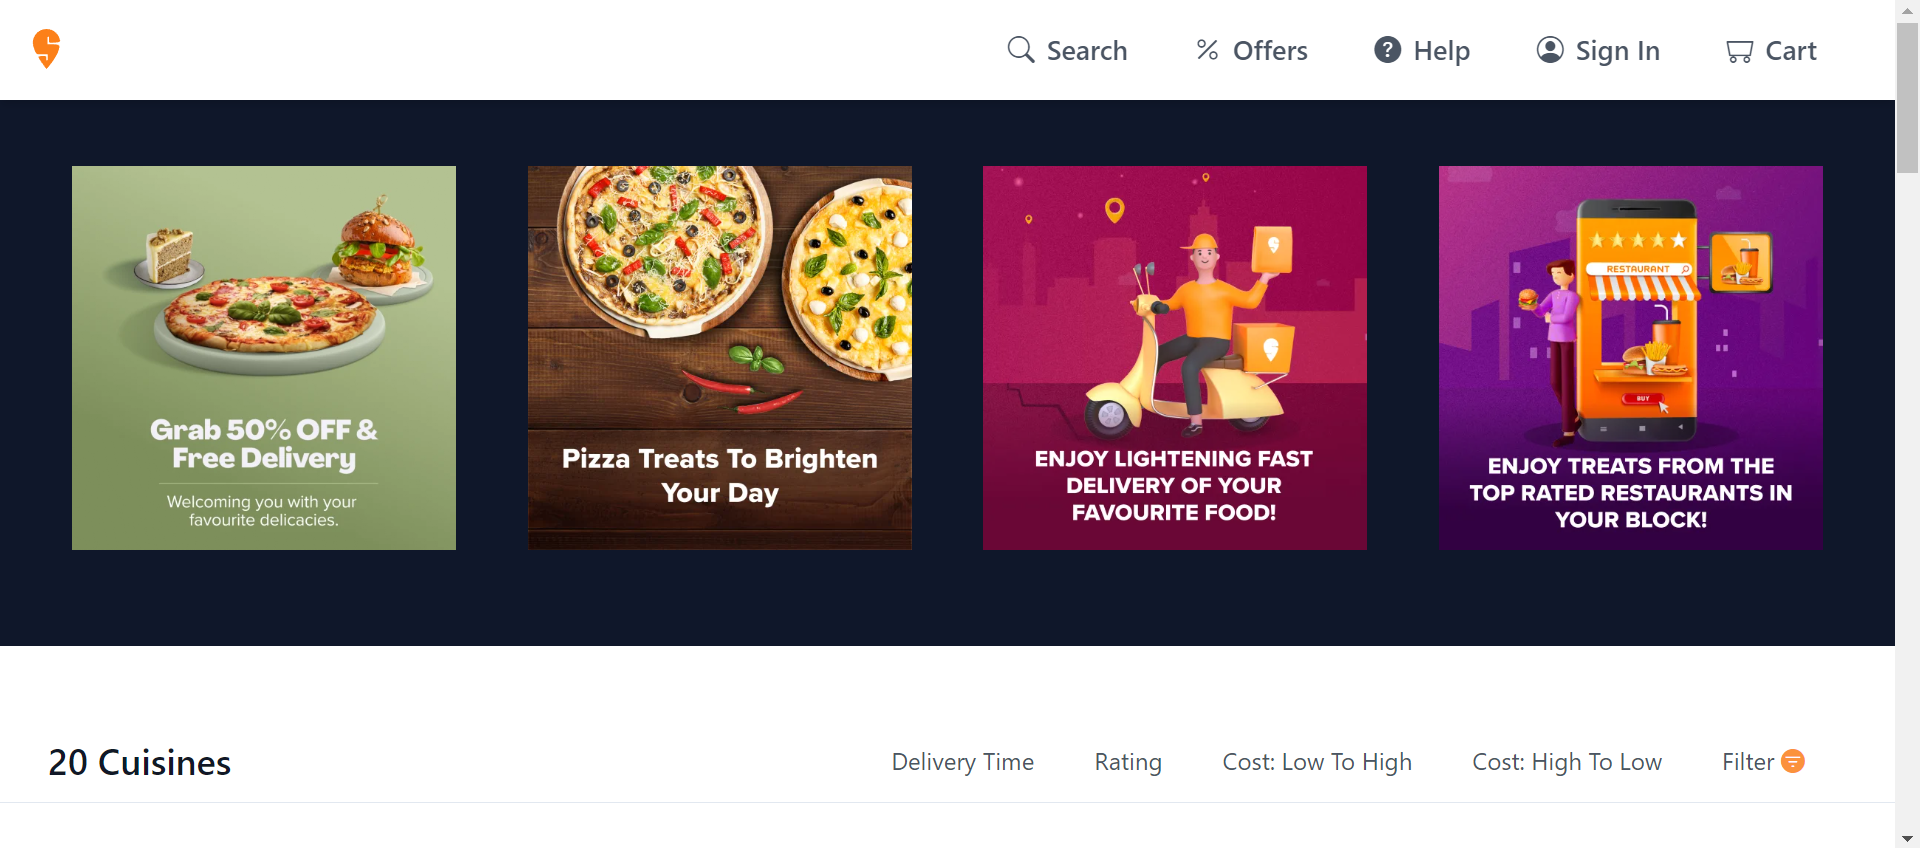 Search
Offers
Help
Sign In
Cart
Grab 50% OFF &
Free Delivery
Welcoming you with your
favourite delicacies.
Pizza Treats To Brighten
Your Day
ENJOY LIGHTENING FAST
DELIVERY OF YOUR
FAVOURITE FOOD!
RESTAURANT
BUY
ENJOY TREATS FROM THE
TOP RATED RESTAURANTS IN
YOUR BLOCK!
20 Cuisines
Delivery Time
Rating
Cost: Low To High
Cost: High To Low
Filter